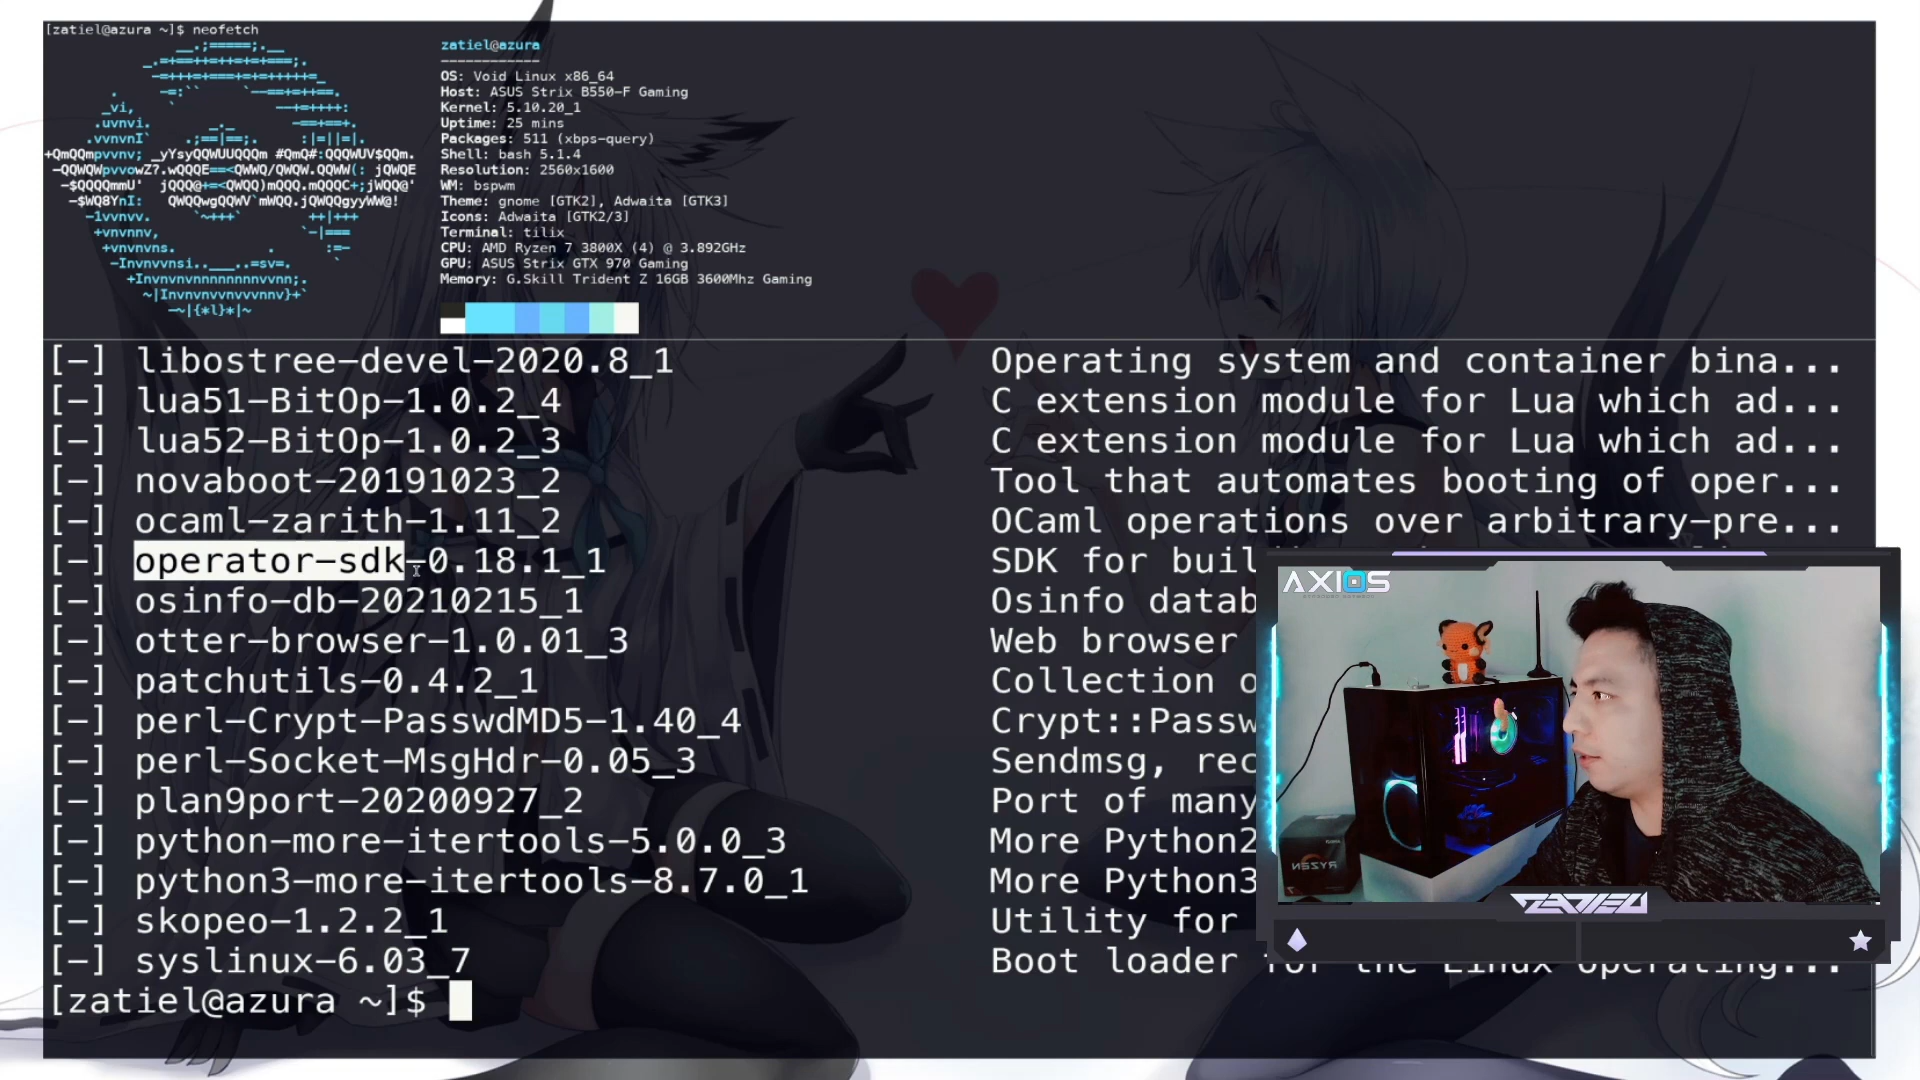 [zatiel@azura ~]$ neofetch
zatiel@azura
------------
OS: Void Linux x86_64
Host: ASUS Strix B550-F Gaming
Kernel: 5.10.20_1
Uptime: 25 mins
Packages: 511 (xbps-query)
Shell: bash 5.1.4
Resolution: 2560x1600
WM: bspwm
Theme: gnome [GTK2], Adwaita [GTK3]
Icons: Adwaita [GTK2/3]
Terminal: tilix
CPU: AMD Ryzen 7 3800X (4) @ 3.892GHz
GPU: ASUS Strix GTX 970 Gaming
Memory: G.Skill Trident Z 16GB 3600Mhz Gaming
[-] libostree-devel-2020.8_1 Operating system and container bina...
[-] lua51-BitOp-1.0.2_4 C extension module for Lua which ad...
[-] lua52-BitOp-1.0.2_3 C extension module for Lua which ad...
[-] novaboot-20191023_2 Tool that automates booting of oper...
[-] ocaml-zarith-1.11_2 OCaml operations over arbitrary-pre...
[-] operator-sdk-0.18.1_1 SDK for buil
[-] osinfo-db-20210215_1 Osinfo datab
[-] otter-browser-1.0.01_3 Web browser
[-] patchutils-0.4.2_1 Collection o
[-] perl-Crypt-PasswdMD5-1.40_4 Crypt::Passw
[-] perl-Socket-MsgHdr-0.05_3 Sendmsg, rec
[-] plan9port-20200927_2 Port of many
[-] python-more-itertools-5.0.0_3 More Python2
[-] python3-more-itertools-8.7.0_1 More Python3
[-] skopeo-1.2.2_1 Utility for
[-] syslinux-6.03_7 Boot loader for the Linux operating...
[zatiel@azura ~]$
AXIOS
RYZEN
ZATIEL